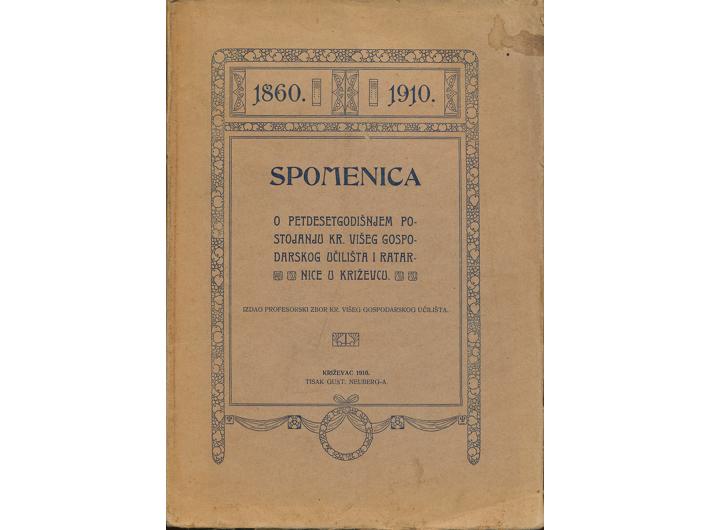 1860. 1910.
SPOMENICA
O PETDESETGODIŠNJEM PO-
STOJANJU KR. VIŠEG GOSPO-
DARSKOG UČILIŠTA I RATAR-
NICE U KRIŽEVCU.
IZDAO PROFESORSKI ZBOR KR. VIŠEG GOSPODARSKOG UČILIŠTA.
KRIŽEVAC 1910.
TISAK GUST. NEUBERG-A.